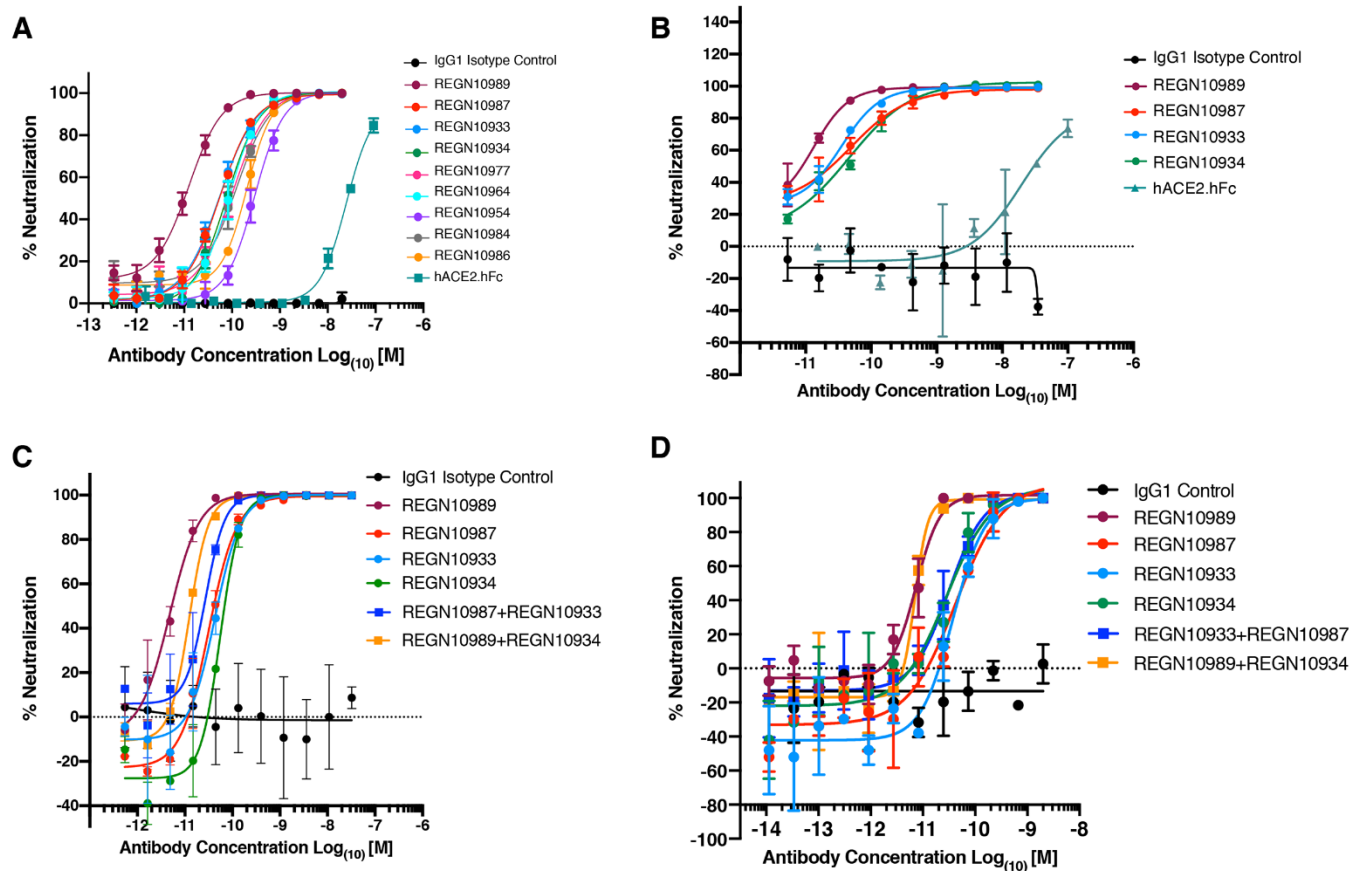 A
% Neutralization
100
80
60
40
20
0
-13 -12 -11 -10 -9 -8 -7 -6
Antibody Concentration Log(10) [M]
IgG1 Isotype Control
REGN10989
REGN10987
REGN10933
REGN10934
REGN10977
REGN10964
REGN10954
REGN10984
REGN10986
hACE2.hFc
B
% Neutralization
140
120
100
80
60
40
20
0
-20
-40
-60
-80
-11 -10 -9 -8 -7 -6
Antibody Concentration Log(10) [M]
IgG1 Isotype Control
REGN10989
REGN10987
REGN10933
REGN10934
hACE2.hFc
C
% Neutralization
100
80
60
40
20
0
-20
-40
-12 -11 -10 -9 -8 -7 -6
Antibody Concentration Log(10) [M]
IgG1 Isotype Control
REGN10989
REGN10987
REGN10933
REGN10934
REGN10987+REGN10933
REGN10989+REGN10934
D
% Neutralization
100
80
60
40
20
0
-20
-40
-60
-80
-100
-14 -13 -12 -11 -10 -9 -8
Antibody Concentration Log(10) [M]
IgG1 Control
REGN10989
REGN10987
REGN10933
REGN10934
REGN10933+REGN10987
REGN10989+REGN10934